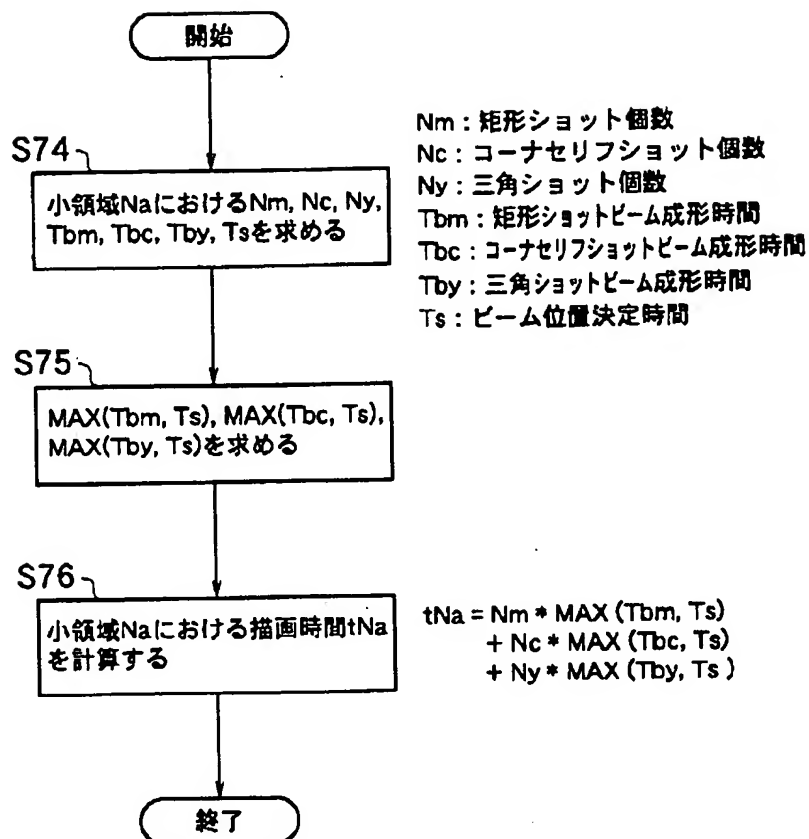 開始
S74
小領域NaにおけるNm, Nc, Ny,
Tbm, Tbc, Tby, Tsを求める
Nm : 矩形ショット個数
Nc : コーナセリフショット個数
Ny : 三角ショット個数
Tbm : 矩形ショットビーム成形時間
Tbc : コーナセリフショットビーム成形時間
Tby : 三角ショットビーム成形時間
Ts : ビーム位置決定時間
S75
MAX(Tbm, Ts), MAX(Tbc, Ts),
MAX(Tby, Ts)を求める
S76
小領域Naにおける描画時間tNa
を計算する
tNa = Nm * MAX (Tbm, Ts)
+ Nc * MAX (Tbc, Ts)
+ Ny * MAX (Tby, Ts )
終了